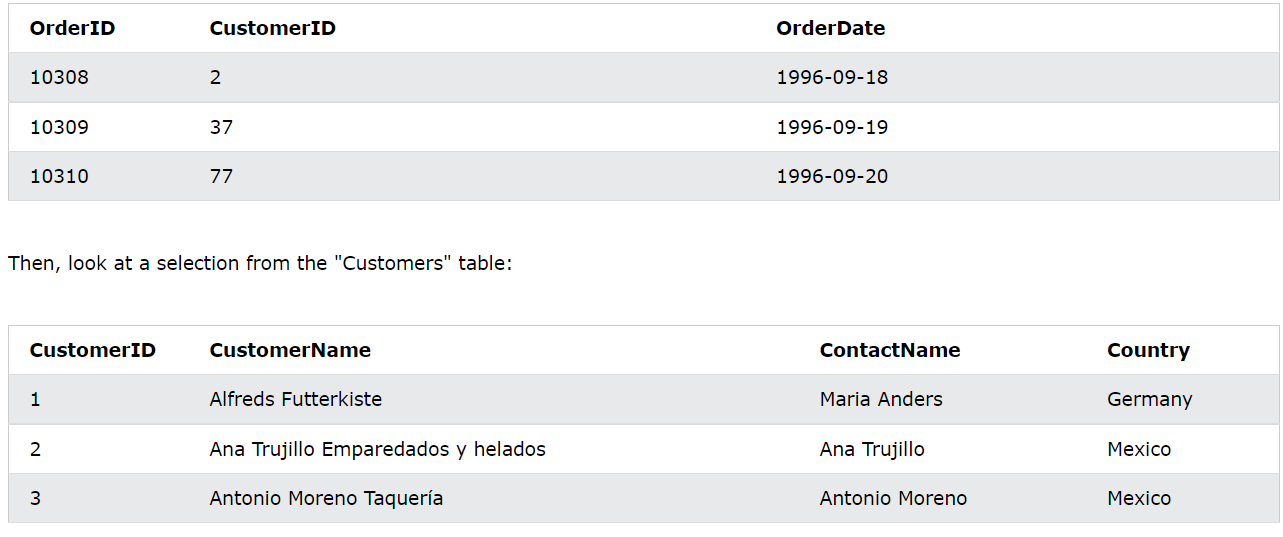 OrderID CustomerID OrderDate
10308 2 1996-09-18
10309 37 1996-09-19
10310 77 1996-09-20
Then, look at a selection from the "Customers" table:
CustomerID CustomerName ContactName Country
1 Alfreds Futterkiste Maria Anders Germany
2 Ana Trujillo Emparedados y helados Ana Trujillo Mexico
3 Antonio Moreno Taquería Antonio Moreno Mexico